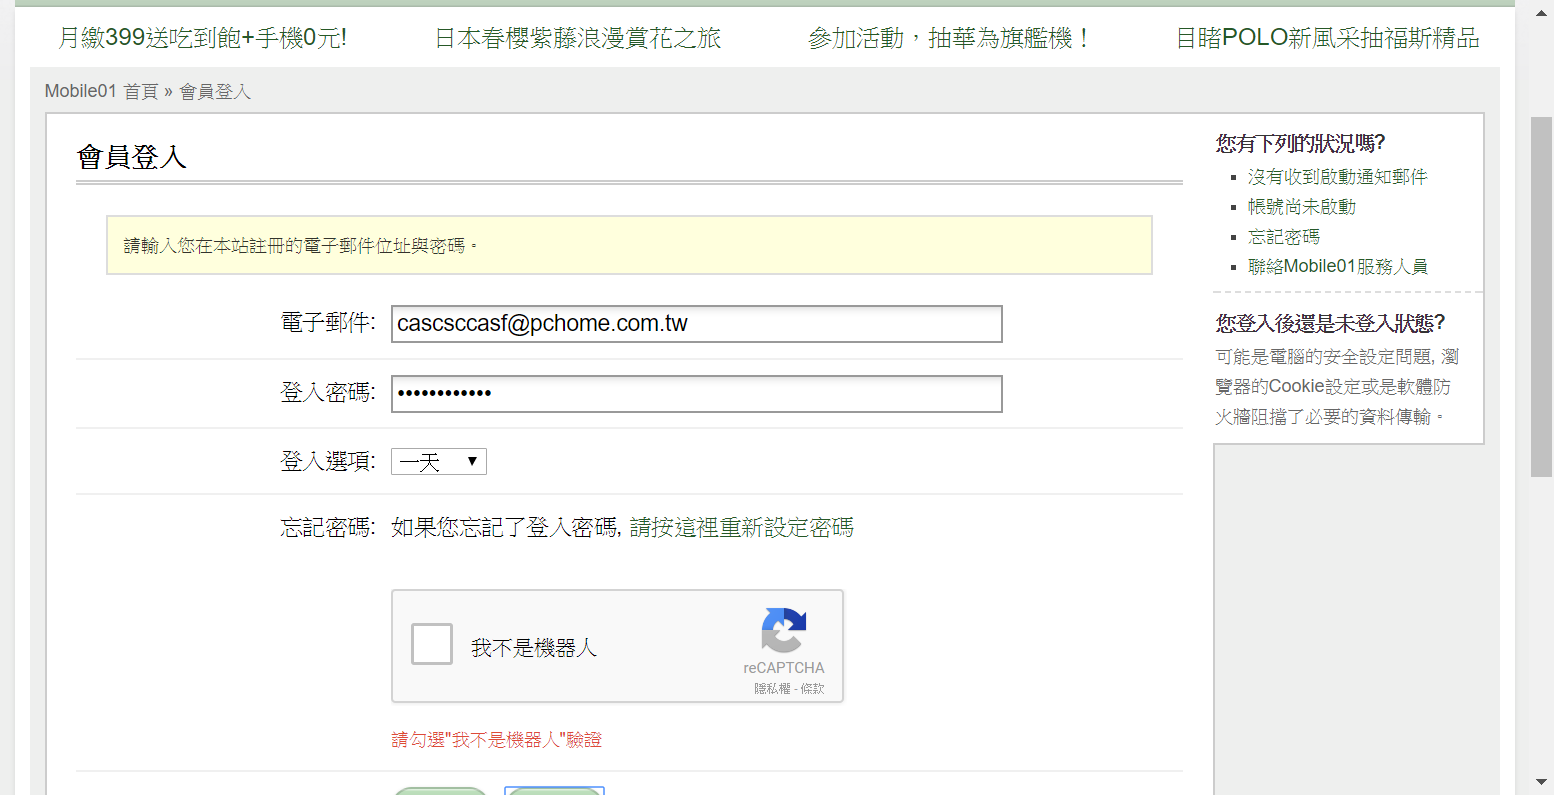 月繳399送吃到飽+手機0元!
日本春櫻紫藤浪漫賞花之旅
參加活動，抽華為旗艦機！
目睹POLO新風采抽福斯精品
Mobile01 首頁 » 會員登入
會員登入
請輸入您在本站註冊的電子郵件位址與密碼。
電子郵件: cascsccasf@pchome.com.tw
登入密碼: ••••••••••••
登入選項: 一天 ▼
忘記密碼: 如果您忘記了登入密碼, 請按這裡重新設定密碼
我不是機器人
reCAPTCHA
隱私權 - 條款
請勾選"我不是機器人"驗證
您有下列的狀況嗎?
沒有收到啟動通知郵件
帳號尚未啟動
忘記密碼
聯絡Mobile01服務人員
您登入後還是未登入狀態?
可能是電腦的安全設定問題, 瀏
覽器的Cookie設定或是軟體防
火牆阻擋了必要的資料傳輸。